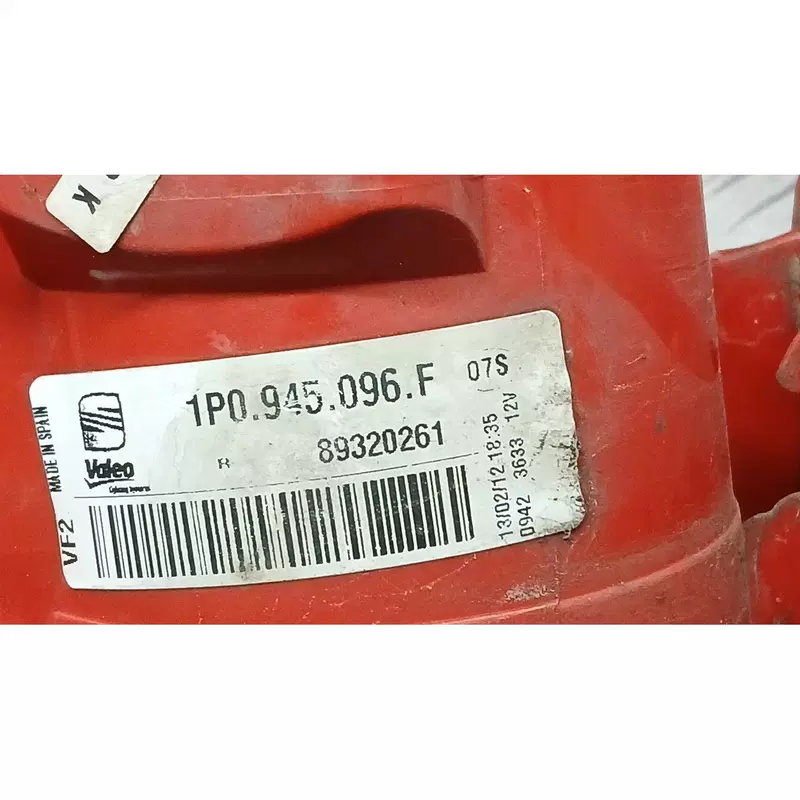 K
1P0.945.096.F 07S
R 89320261
MADE IN SPAIN
Valeo
VF2
13/02/12 18:35
0942 3633 12V